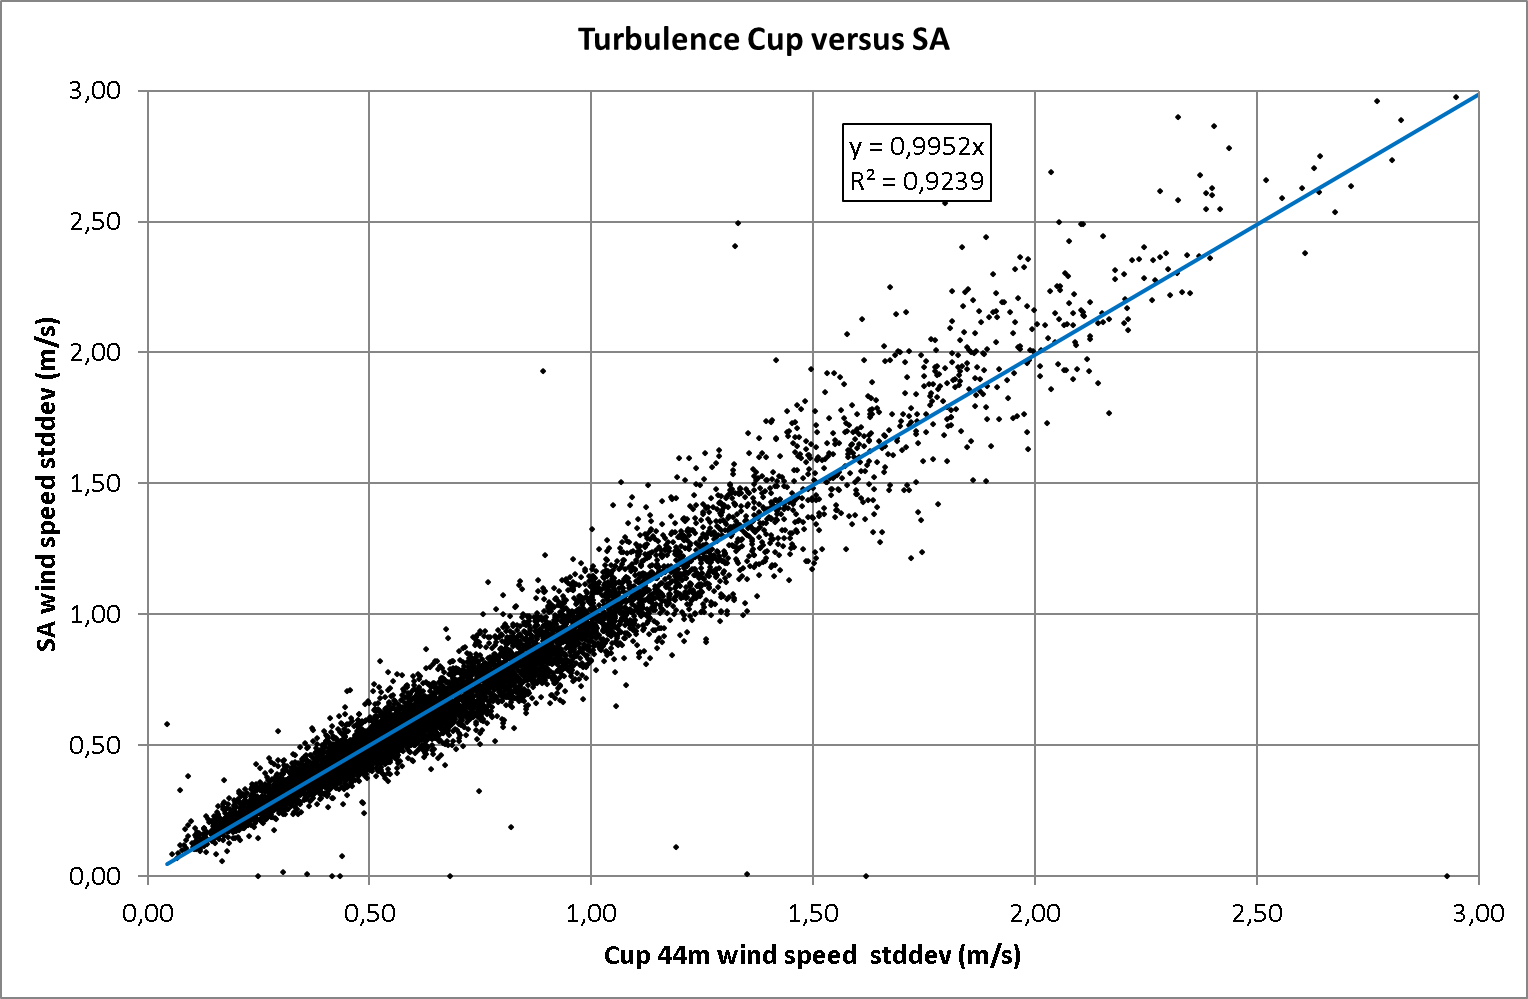 Turbulence Cup versus SA
3,00
2,50
2,00
1,50
1,00
0,50
0,00
SA wind speed stddev (m/s)
y = 0,9952x
R² = 0,9239
0,00 0,50 1,00 1,50 2,00 2,50 3,00
Cup 44m wind speed  stddev (m/s)